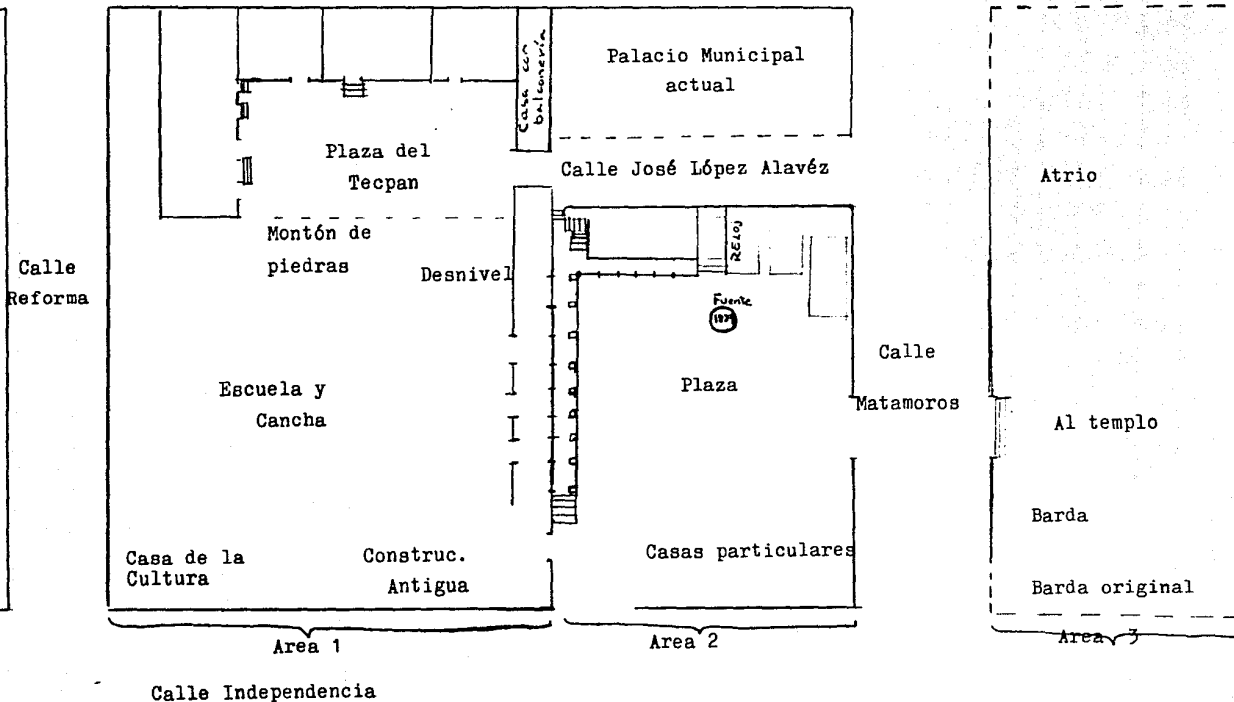 Casa con
balconería
Palacio Municipal
actual
Plaza del
Tecpan
Calle José López Alavéz
Atrio
Montón de
piedras
Desnivel
RELOJ
Calle
Reforma
Fuente
Calle
Matamoros
Escuela y
Cancha
Plaza
Al templo
Barda
Casa de la
Cultura
Construc.
Antigua
Casas particulares
Barda original
Area 1
Area 2
Area 3
Calle Independencia